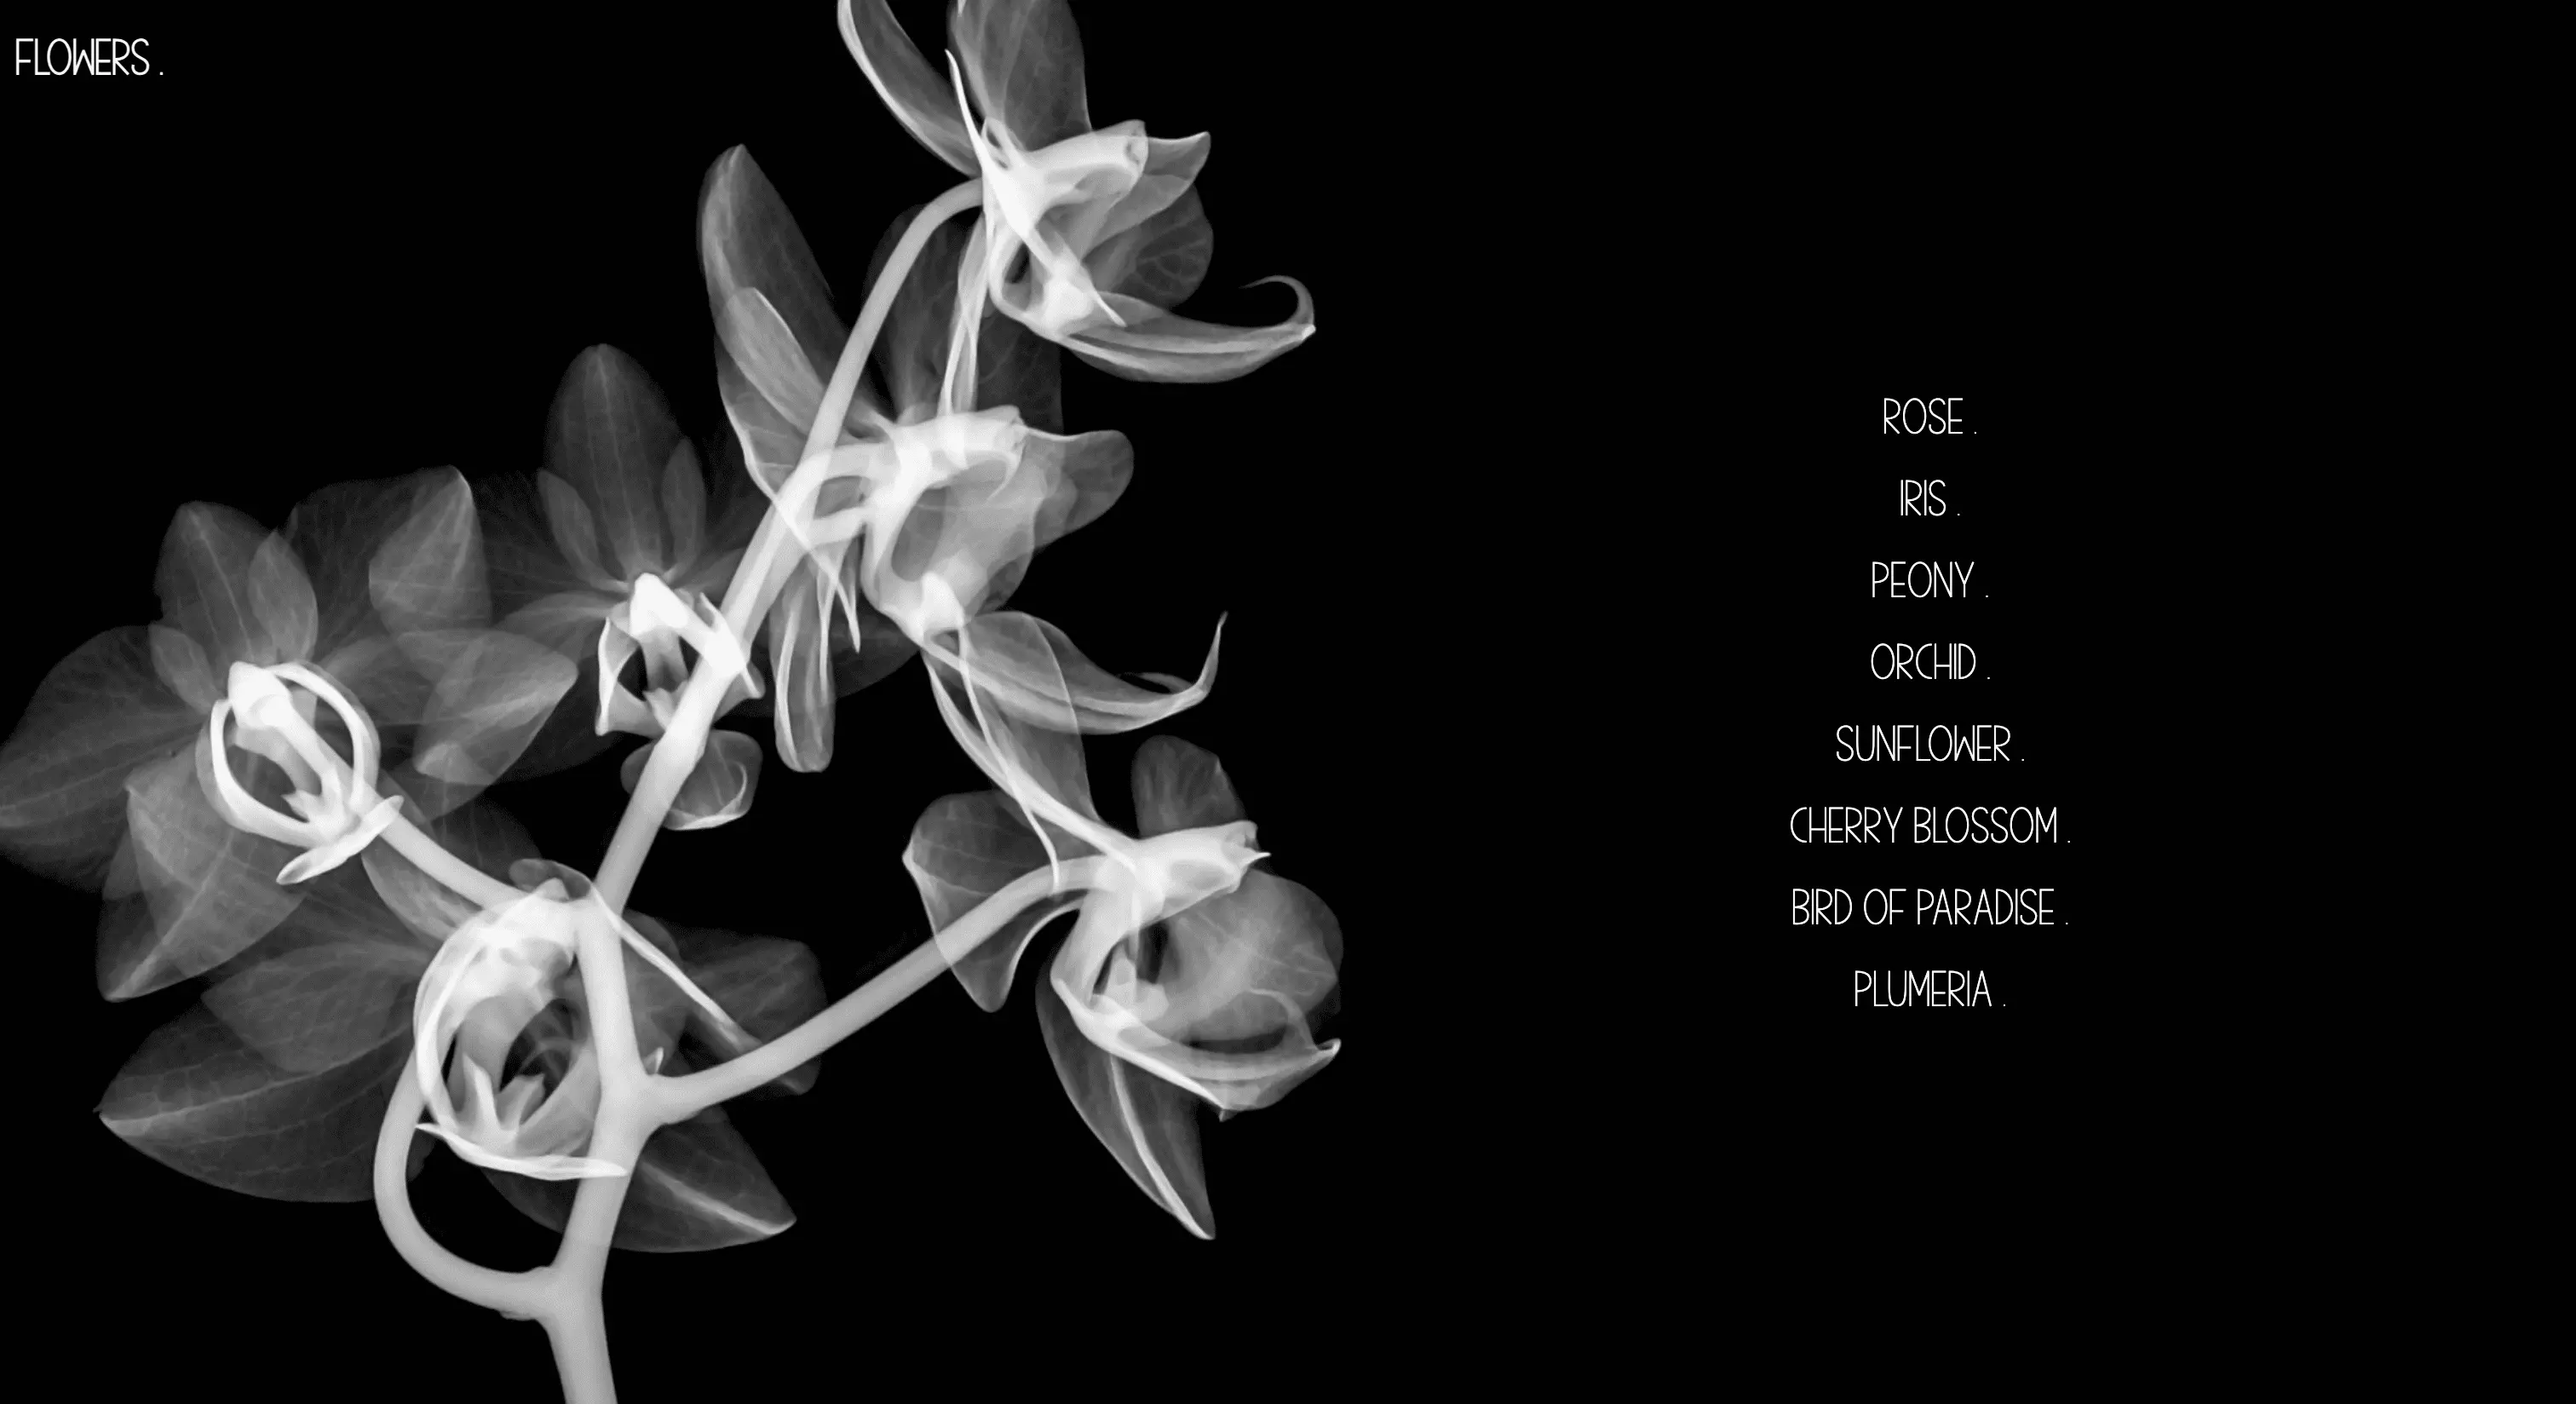 FLOWERS .
ROSE .
IRIS .
PEONY .
ORCHID .
SUNFLOWER .
CHERRY BLOSSOM .
BIRD OF PARADISE .
PLUMERIA .